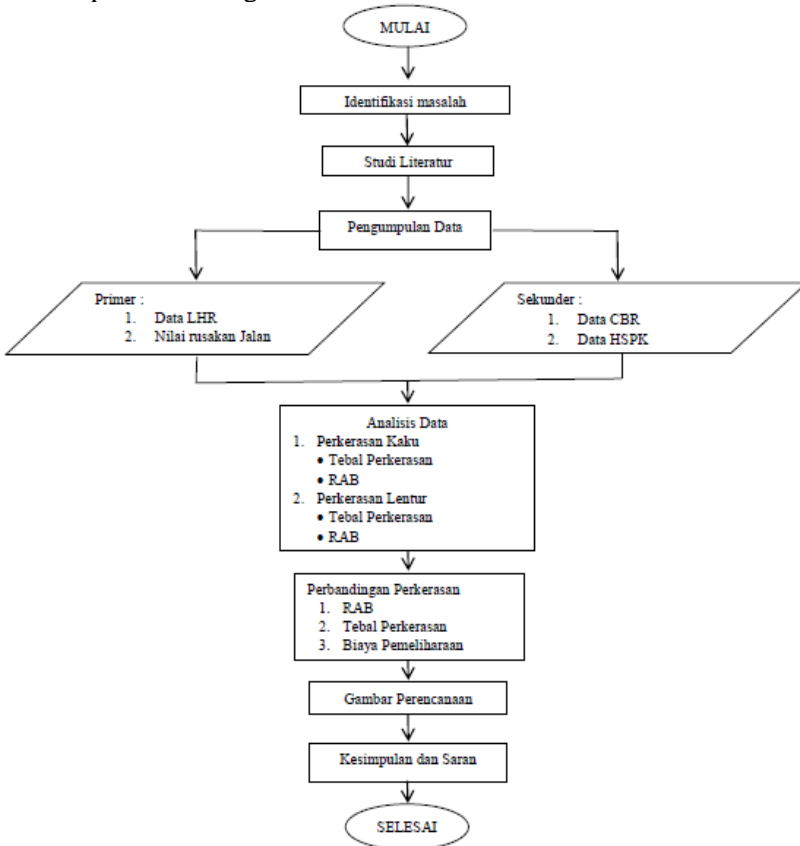 MULAI
Identifikasi masalah
Studi Literatur
Pengumpulan Data
Primer :
1. Data LHR
2. Nilai rusakan Jalan
Sekunder :
1. Data CBR
2. Data HSPK
Analisis Data
1. Perkerasan Kaku
• Tebal Perkerasan
• RAB
2. Perkerasan Lentur
• Tebal Perkerasan
• RAB
Perbandingan Perkerasan
1. RAB
2. Tebal Perkerasan
3. Biaya Pemeliharaan
Gambar Perencanaan
Kesimpulan dan Saran
SELESAI